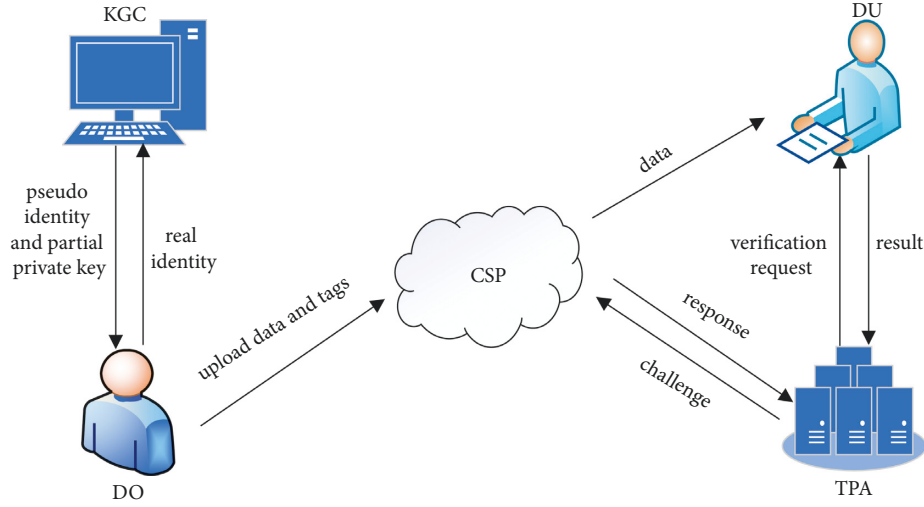 KGC
DU
pseudo
identity
and partial
private key
real
identity
upload data and tags
CSP
data
response
challenge
verification
request
result
DO
TPA